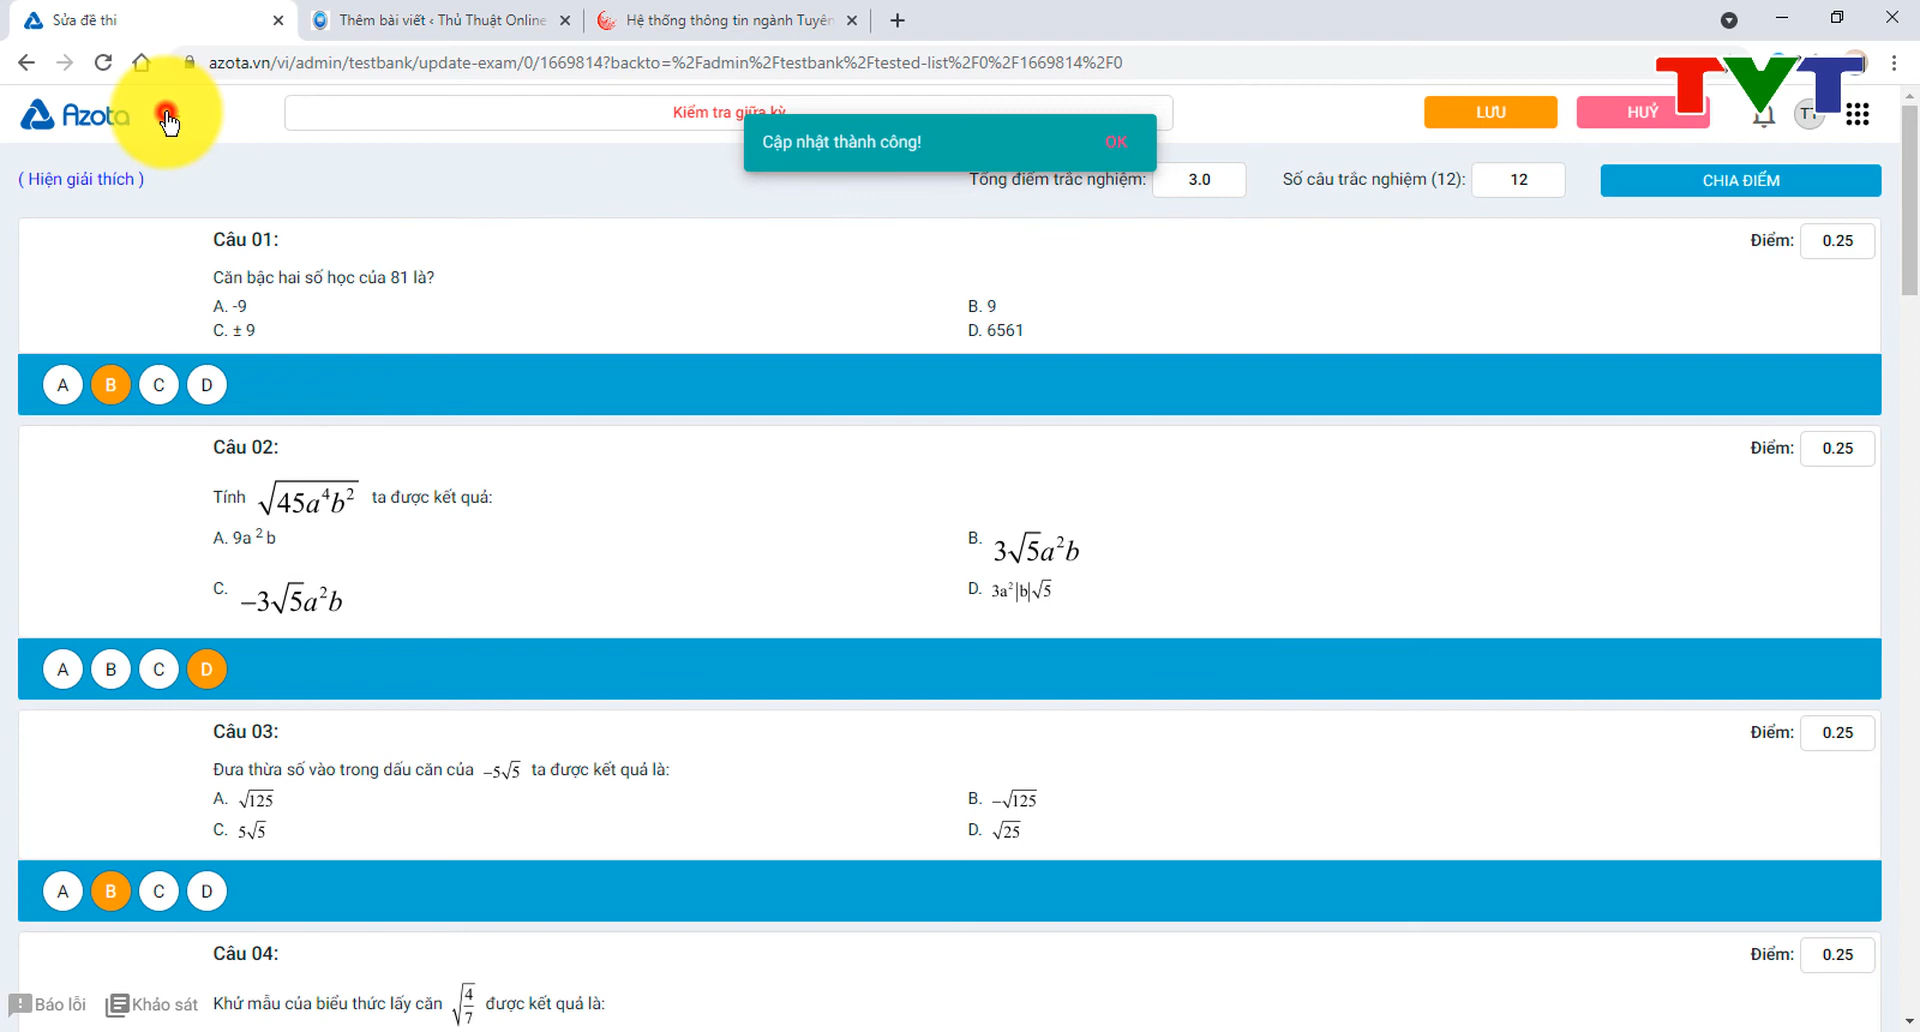 Sửa đề thi
Thêm bài viết ‹ Thủ Thuật Online
Hệ thống thông tin ngành Tuyên
azota.vn/vi/admin/testbank/update-exam/0/1669814?backto=%2Fadmin%2Ftestbank%2Ftested-list%2F0%2F1669814%2F0
TVT
Azota
Kiểm tra giữa kỳ
LƯU
HUỶ
TT
Cập nhật thành công!
OK
( Hiện giải thích )
Tổng điểm trắc nghiệm: 3.0
Số câu trắc nghiệm (12): 12
CHIA ĐIỂM
Câu 01:
Điểm: 0.25
Căn bậc hai số học của 81 là?
A. -9
B. 9
C. ± 9
D. 6561
A B C D
Câu 02:
Điểm: 0.25
Tính √45a⁴b² ta được kết quả:
A. 9a ² b
B. 3√5a²b
C. –3√5a²b
D. 3a²|b|√5
A B C D
Câu 03:
Điểm: 0.25
Đưa thừa số vào trong dấu căn của –5√5 ta được kết quả là:
A. √125
B. –√125
C. 5√5
D. √25
A B C D
Câu 04:
Điểm: 0.25
Báo lỗi
Khảo sát
Khử mẫu của biểu thức lấy căn √4/7 được kết quả là: